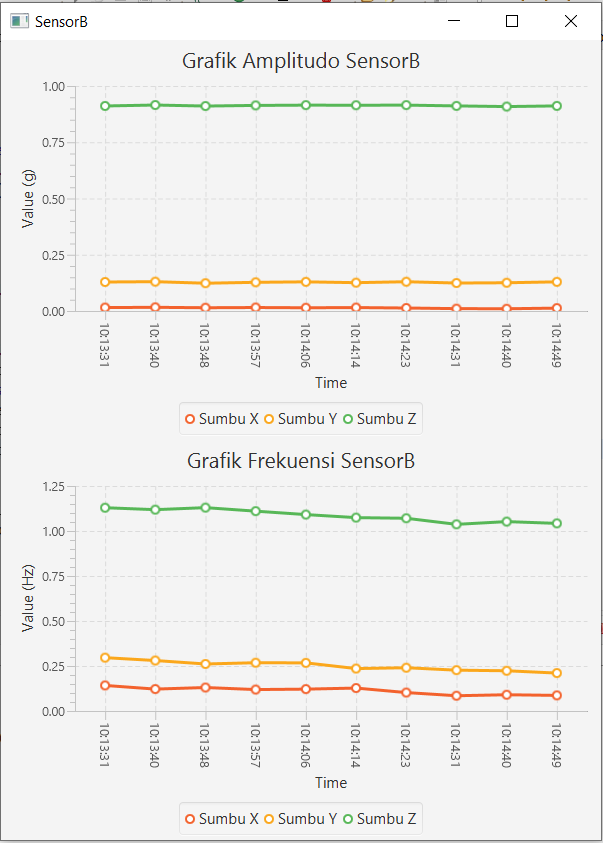 SensorB
Grafik Amplitudo SensorB
1.00
0.75
0.50
0.25
0.00
Value (g)
10:13:31 10:13:40 10:13:48 10:13:57 10:14:06 10:14:14 10:14:23 10:14:31 10:14:40 10:14:49
Time
Sumbu X Sumbu Y Sumbu Z
Grafik Frekuensi SensorB
1.25
1.00
0.75
0.50
0.25
0.00
Value (Hz)
10:13:31 10:13:40 10:13:48 10:13:57 10:14:06 10:14:14 10:14:23 10:14:31 10:14:40 10:14:49
Time
Sumbu X Sumbu Y Sumbu Z